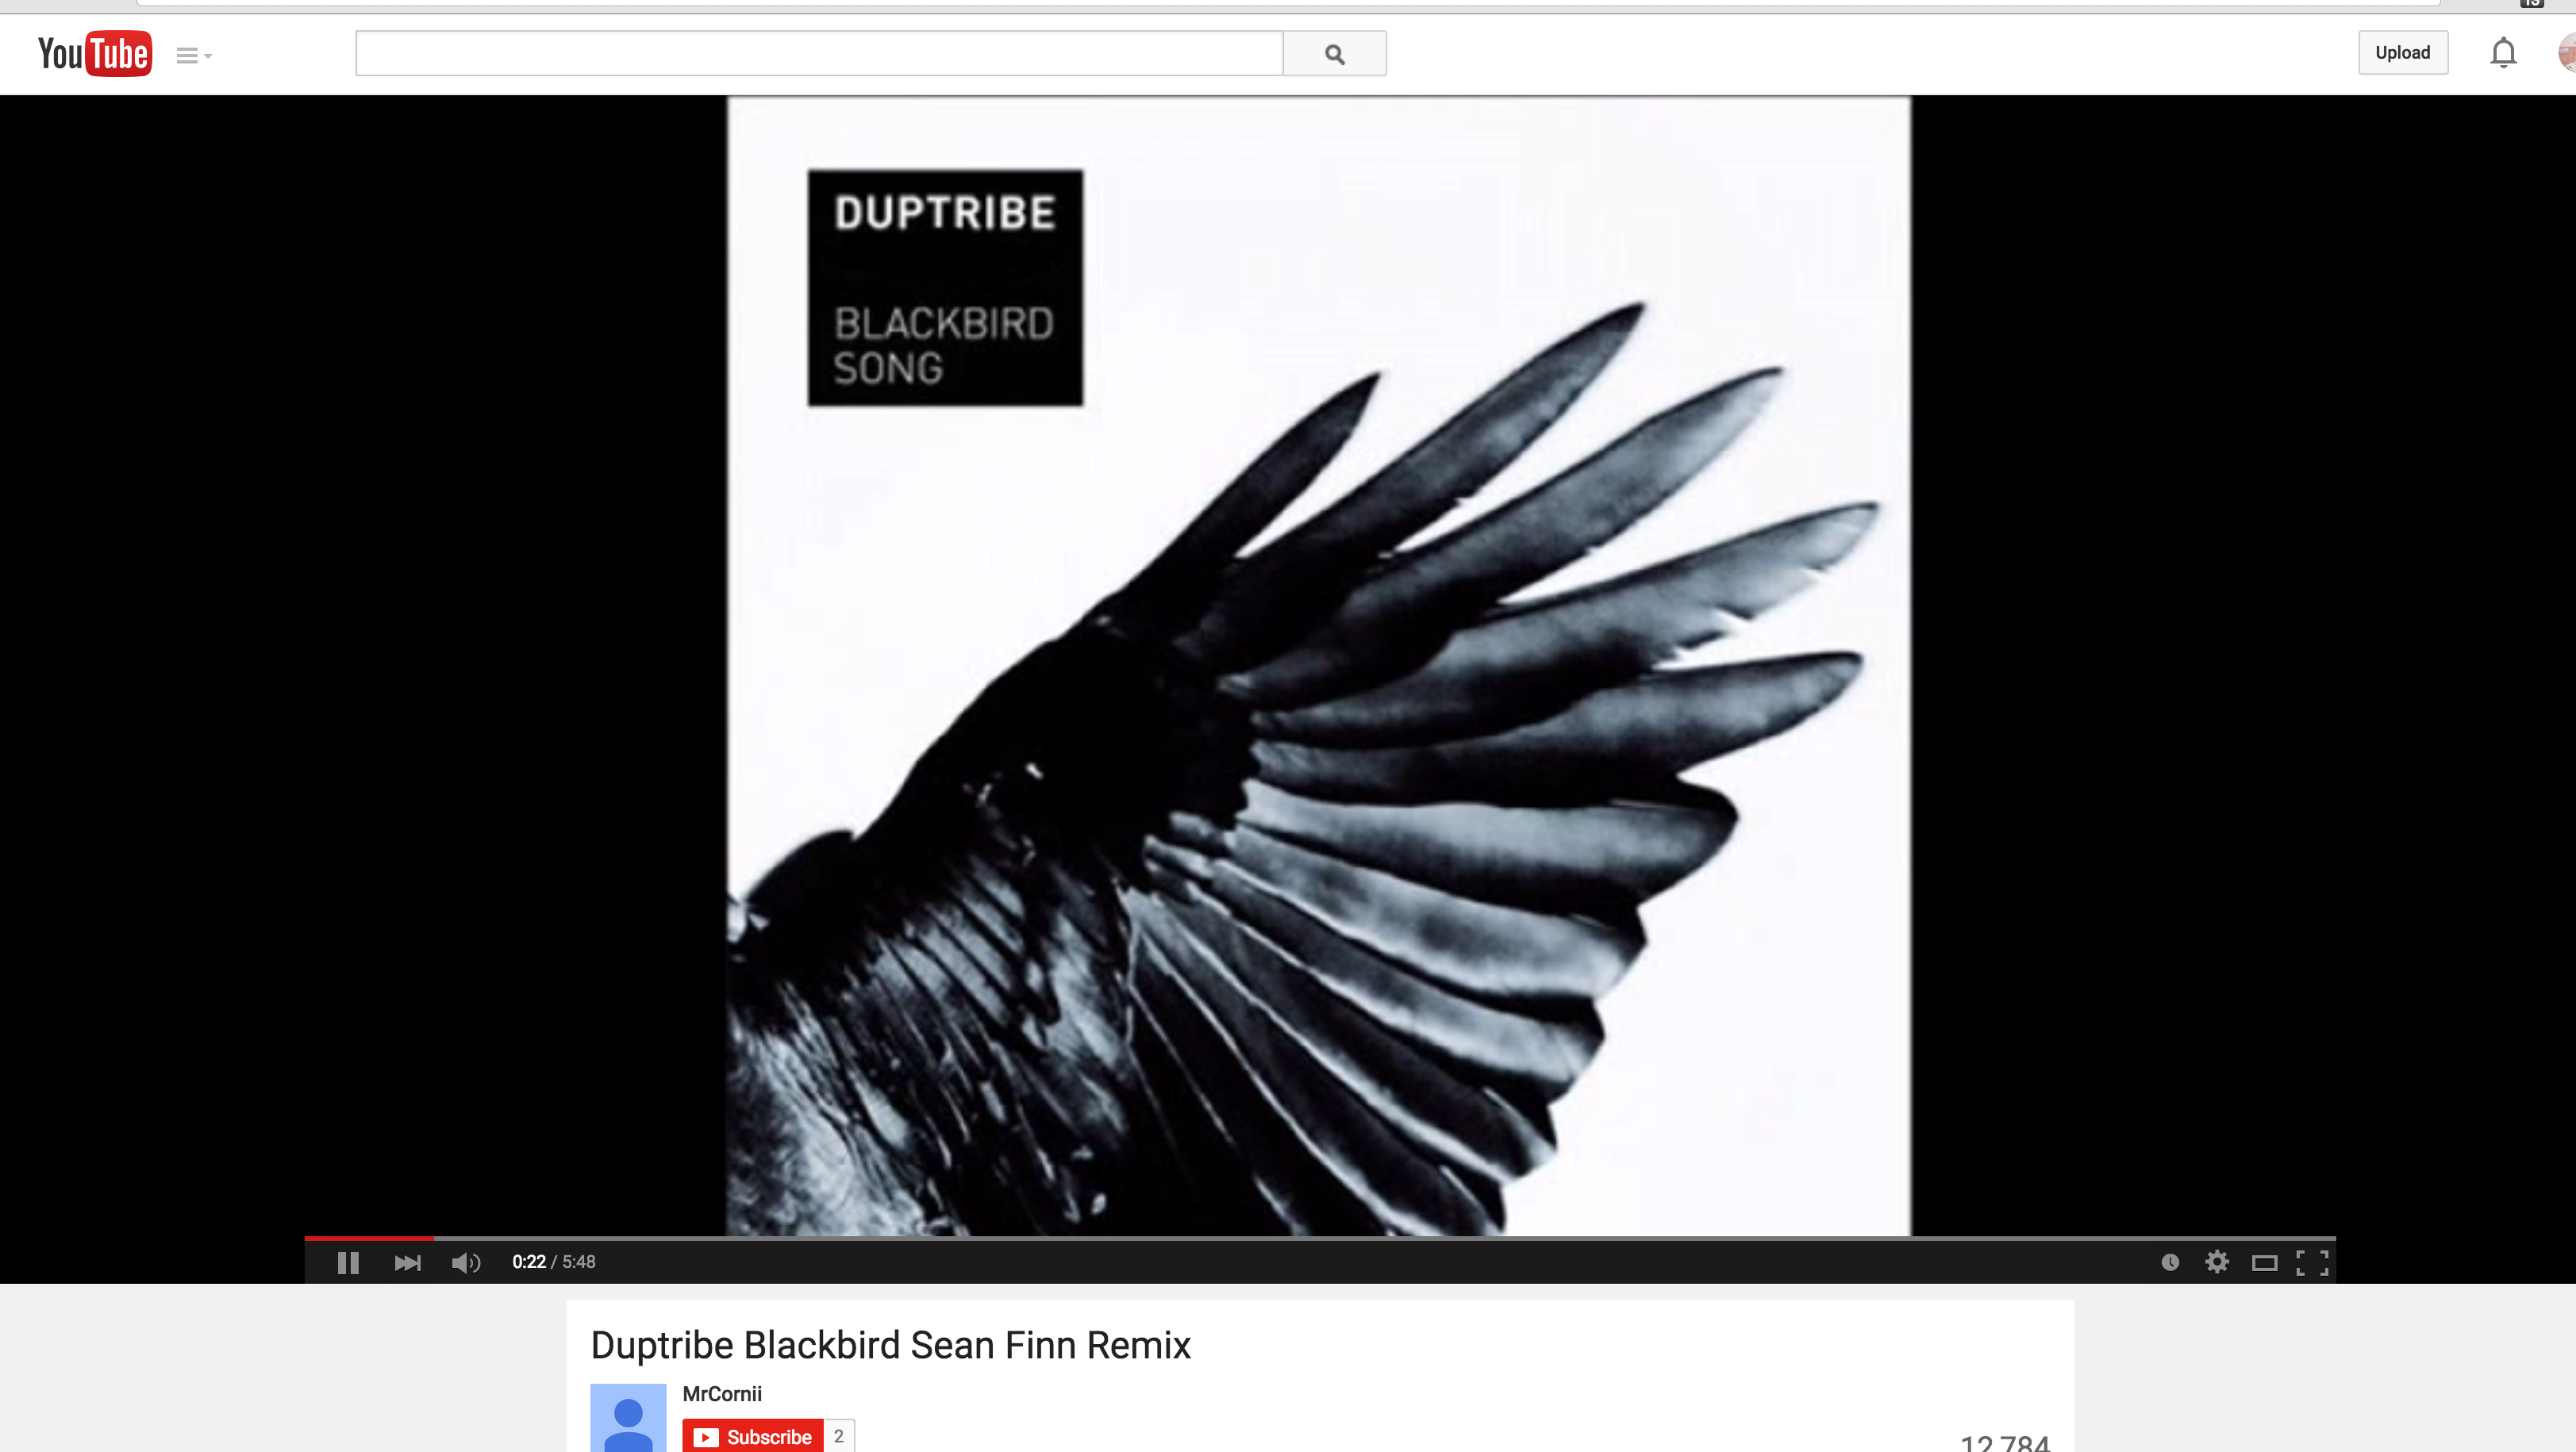 YouTube
Upload
DUPTRIBE
BLACKBIRD
SONG
0:22 / 5:48
Duptribe Blackbird Sean Finn Remix
MrCornii
Subscribe 2
12,784